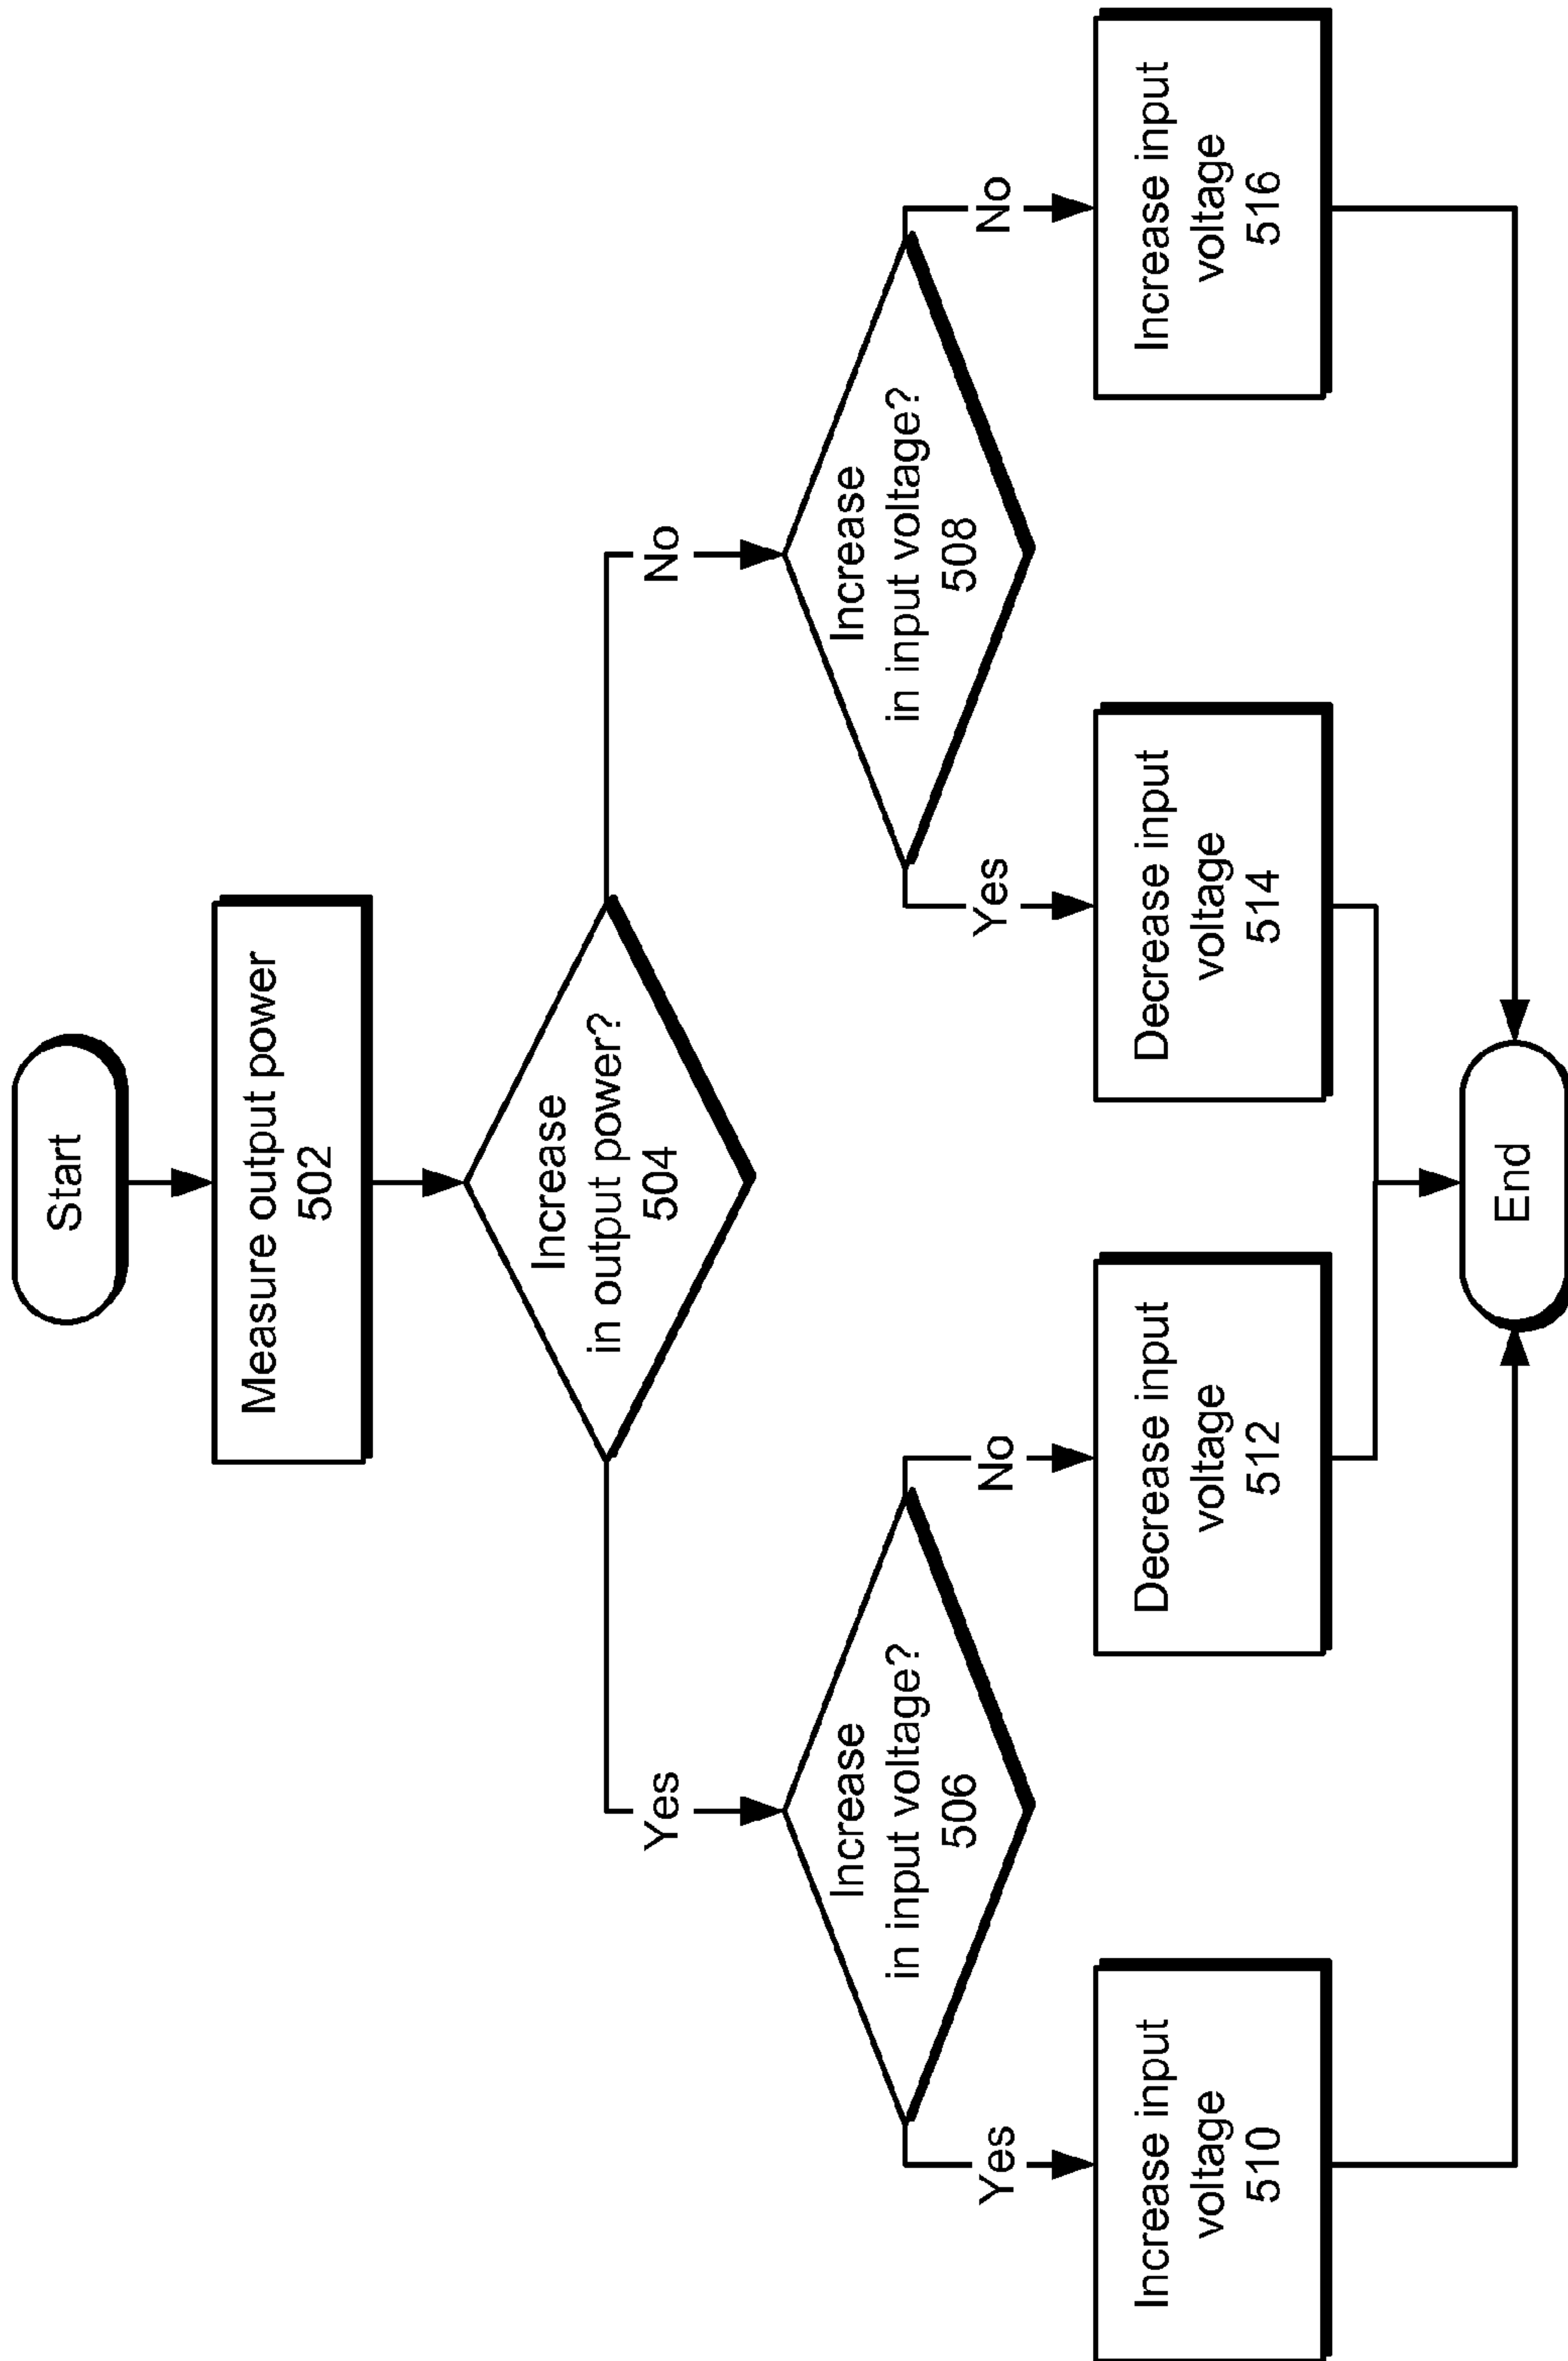 Start
Measure output power
502
Increase
in output power?
504
Yes
No
Increase
in input voltage?
506
Increase
in input voltage?
508
Yes
No
Yes
No
Increase input
voltage
510
Decrease input
voltage
512
Decrease input
voltage
514
Increase input
voltage
516
End